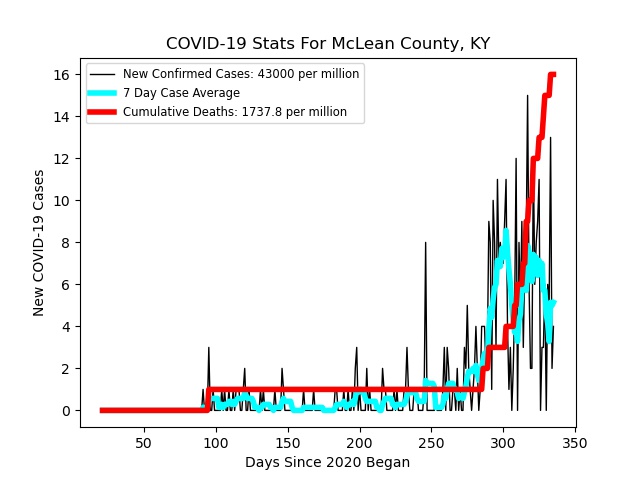 COVID-19 Stats For McLean County, KY
New Confirmed Cases: 43000 per million
7 Day Case Average
Cumulative Deaths: 1737.8 per million
New COVID-19 Cases
16
14
12
10
8
6
4
2
0
50 100 150 200 250 300 350
Days Since 2020 Began